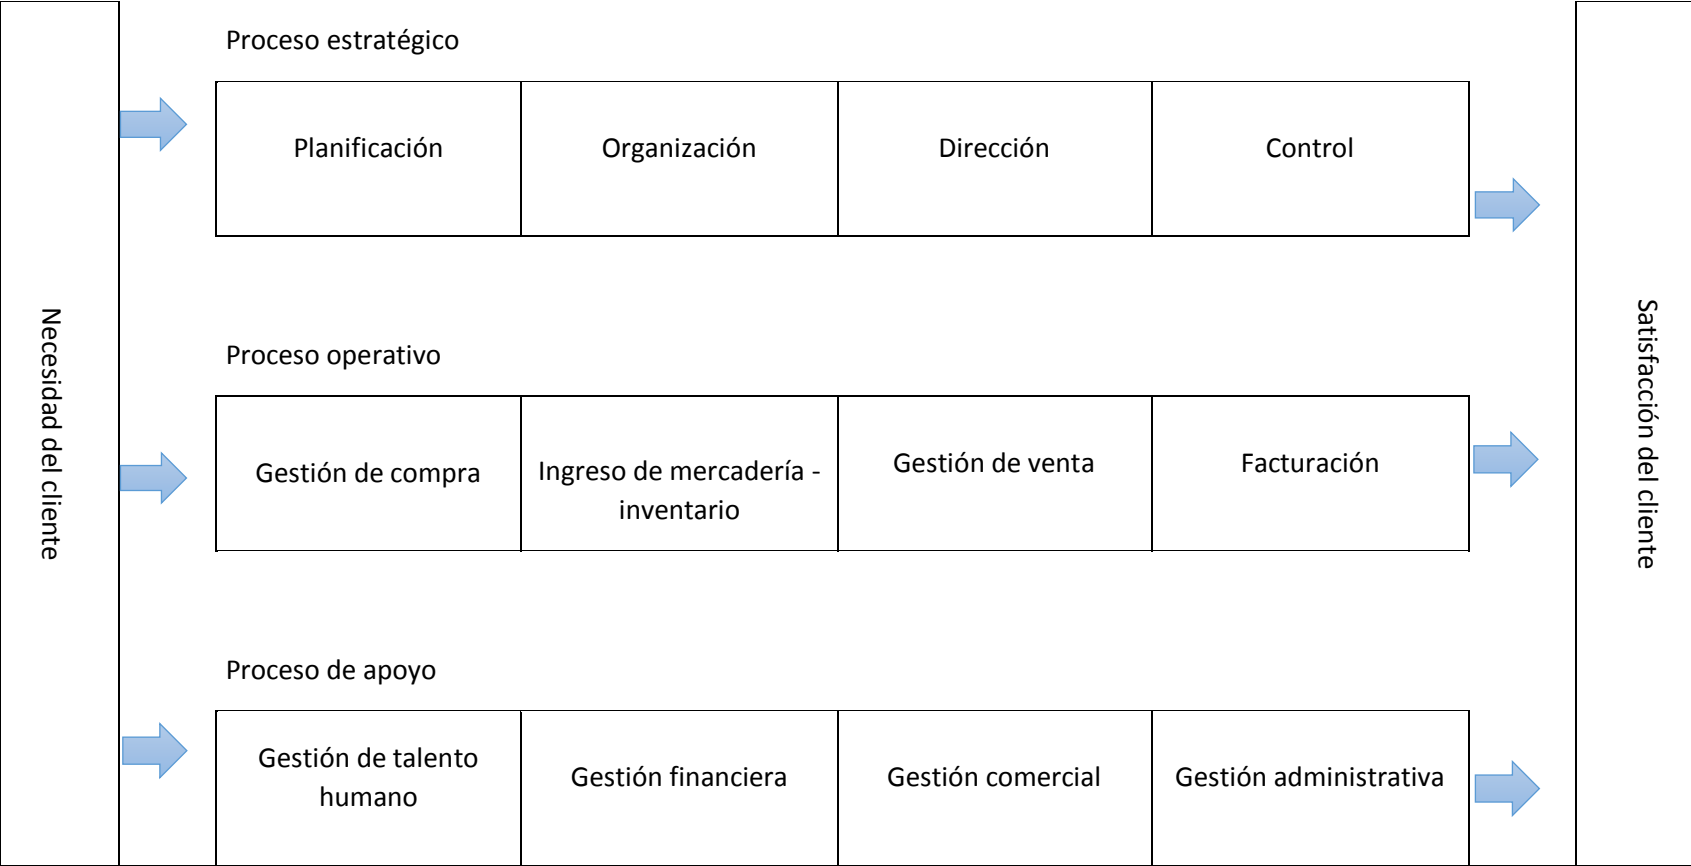 Necesidad del cliente
Proceso estratégico
Planificación
Organización
Dirección
Control
Proceso operativo
Gestión de compra
Ingreso de mercadería -
inventario
Gestión de venta
Facturación
Proceso de apoyo
Gestión de talento
humano
Gestión financiera
Gestión comercial
Gestión administrativa
Satisfacción del cliente